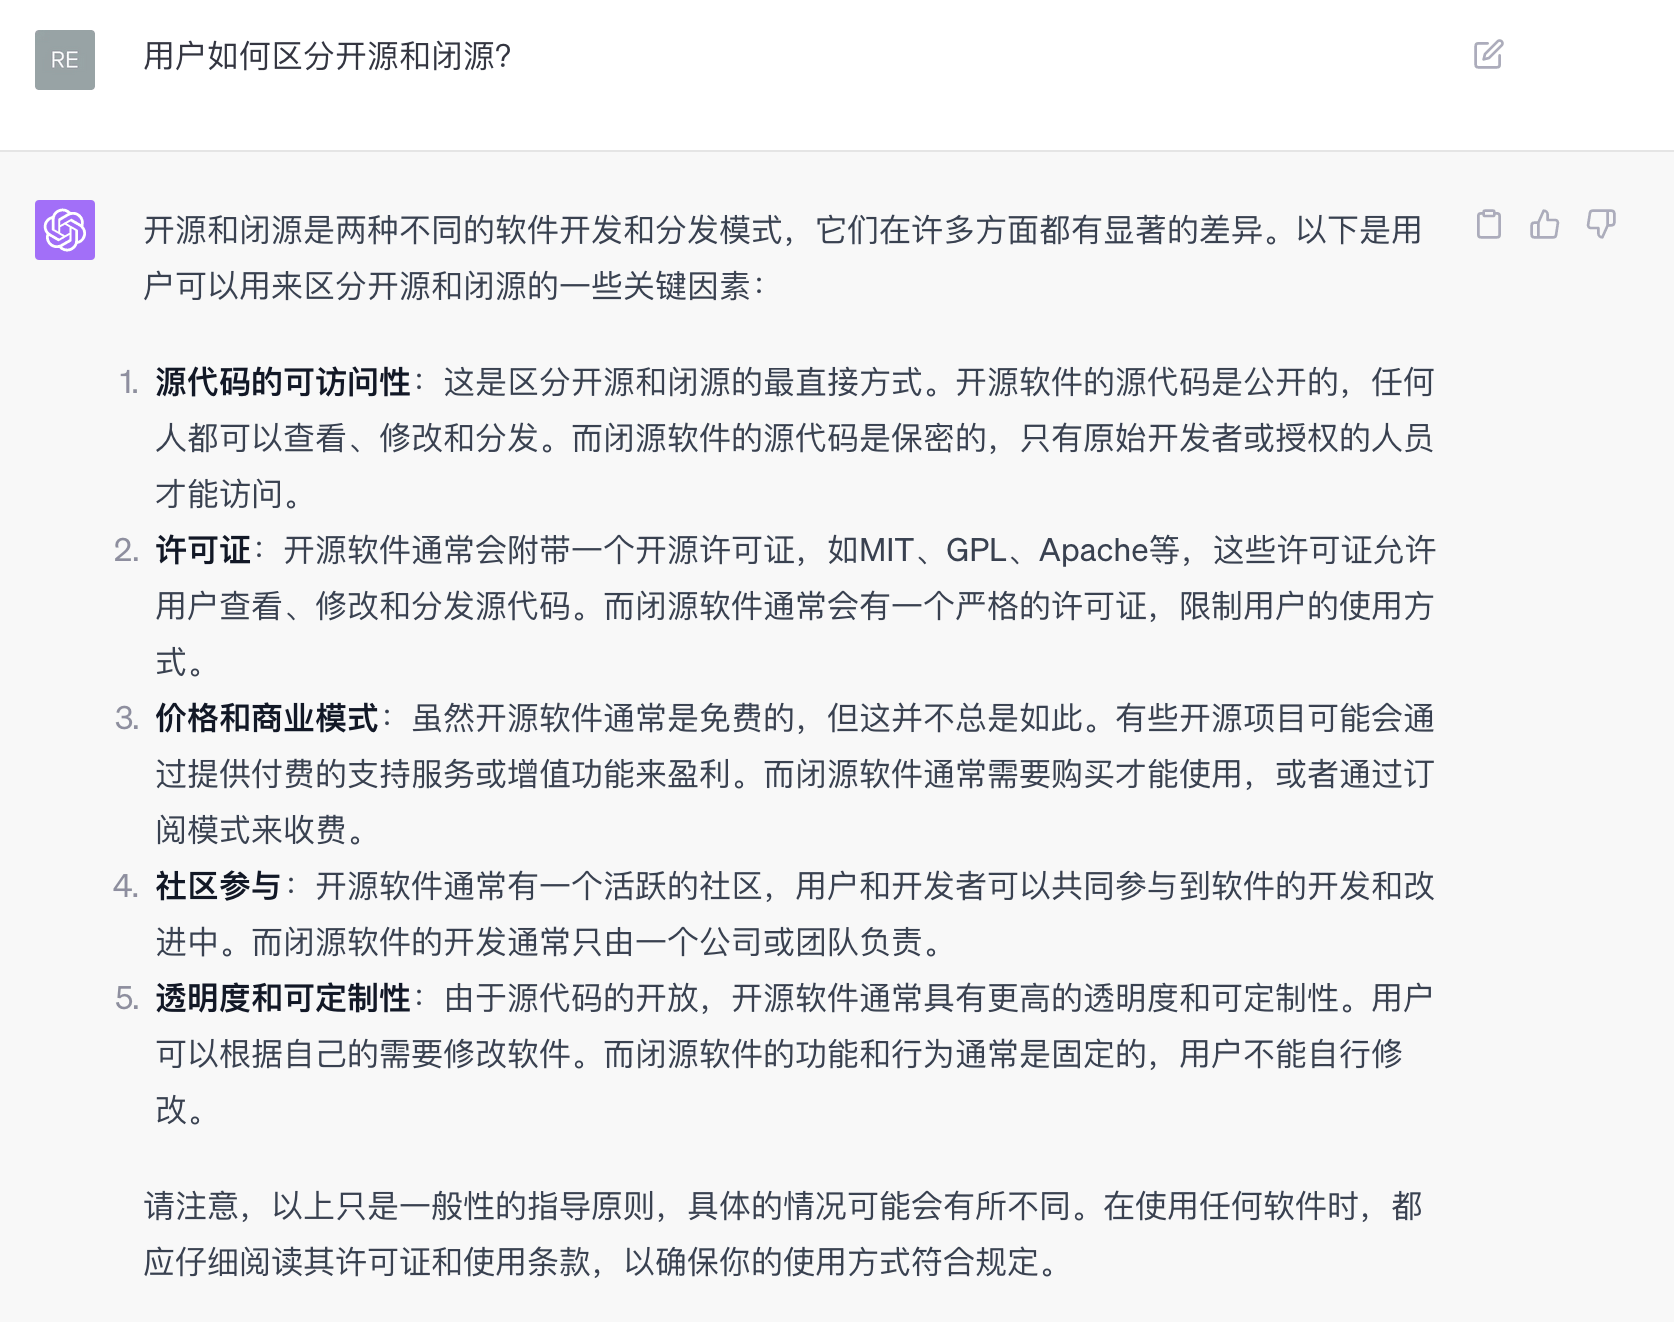 RE
用户如何区分开源和闭源?
开源和闭源是两种不同的软件开发和分发模式，它们在许多方面都有显著的差异。以下是用
户可以用来区分开源和闭源的一些关键因素：
1. 源代码的可访问性：这是区分开源和闭源的最直接方式。开源软件的源代码是公开的，任何
人都可以查看、修改和分发。而闭源软件的源代码是保密的，只有原始开发者或授权的人员
才能访问。
2. 许可证：开源软件通常会附带一个开源许可证，如MIT、GPL、Apache等，这些许可证允许
用户查看、修改和分发源代码。而闭源软件通常会有一个严格的许可证，限制用户的使用方
式。
3. 价格和商业模式：虽然开源软件通常是免费的，但这并不总是如此。有些开源项目可能会通
过提供付费的支持服务或增值功能来盈利。而闭源软件通常需要购买才能使用，或者通过订
阅模式来收费。
4. 社区参与：开源软件通常有一个活跃的社区，用户和开发者可以共同参与到软件的开发和改
进中。而闭源软件的开发通常只由一个公司或团队负责。
5. 透明度和可定制性：由于源代码的开放，开源软件通常具有更高的透明度和可定制性。用户
可以根据自己的需要修改软件。而闭源软件的功能和行为通常是固定的，用户不能自行修
改。
请注意，以上只是一般性的指导原则，具体的情况可能会有所不同。在使用任何软件时，都
应仔细阅读其许可证和使用条款，以确保你的使用方式符合规定。